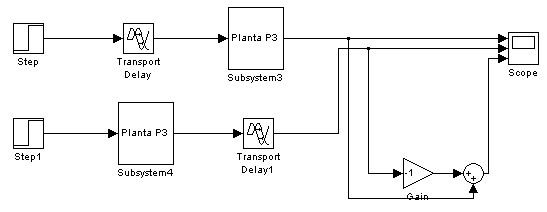 Step
Transport
Delay
Planta P3
Subsystem3
Scope
Step1
Planta P3
Subsystem4
Transport
Delay1
-1
Gain
+
+